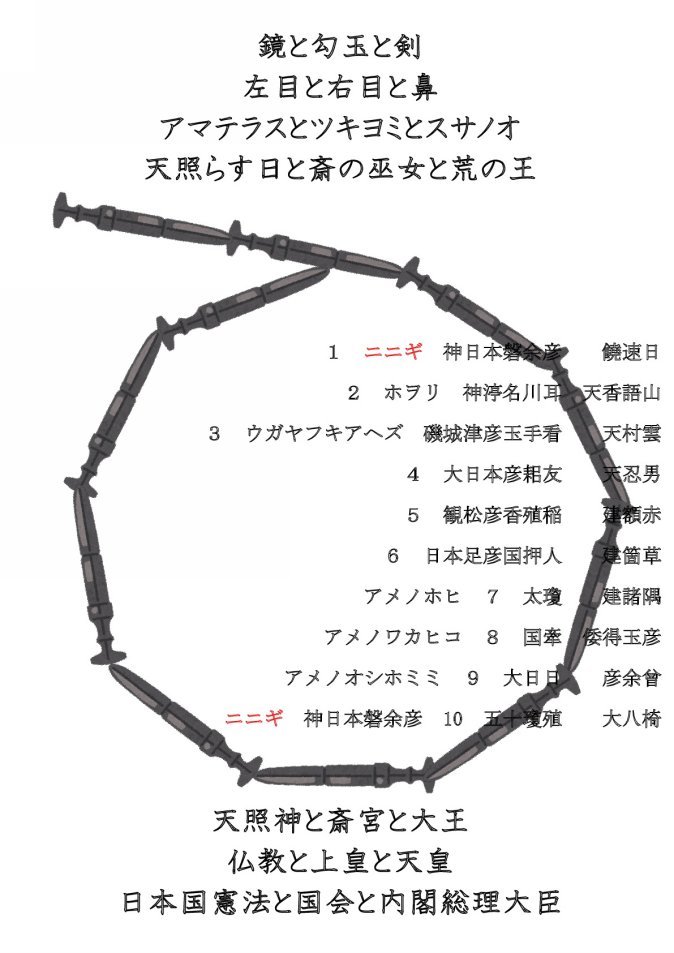 鏡と勾玉と剣
左目と右目と鼻
アマテラスとツキヨミとスサノオ
天照らす日と斎の巫女と荒の王
1 ニニギ 神日本磐余彦 饒速日
2 ホヲリ 神渟名川耳 天香語山
3 ウガヤフキアヘズ 磯城津彦玉手看 天村雲
4 大日本彦耜友 天忍男
5 観松彦香殖稲 建額赤
6 日本足彦国押人 建箇草
アメノホヒ 7 太瓊 建諸隅
アメノワカヒコ 8 国牽 倭得玉彦
アメノオシホミミ 9 大日日 彦余曾
ニニギ 神日本磐余彦 10 五十瓊殖 大八椅
天照神と斎宮と大王
仏教と上皇と天皇
日本国憲法と国会と内閣総理大臣